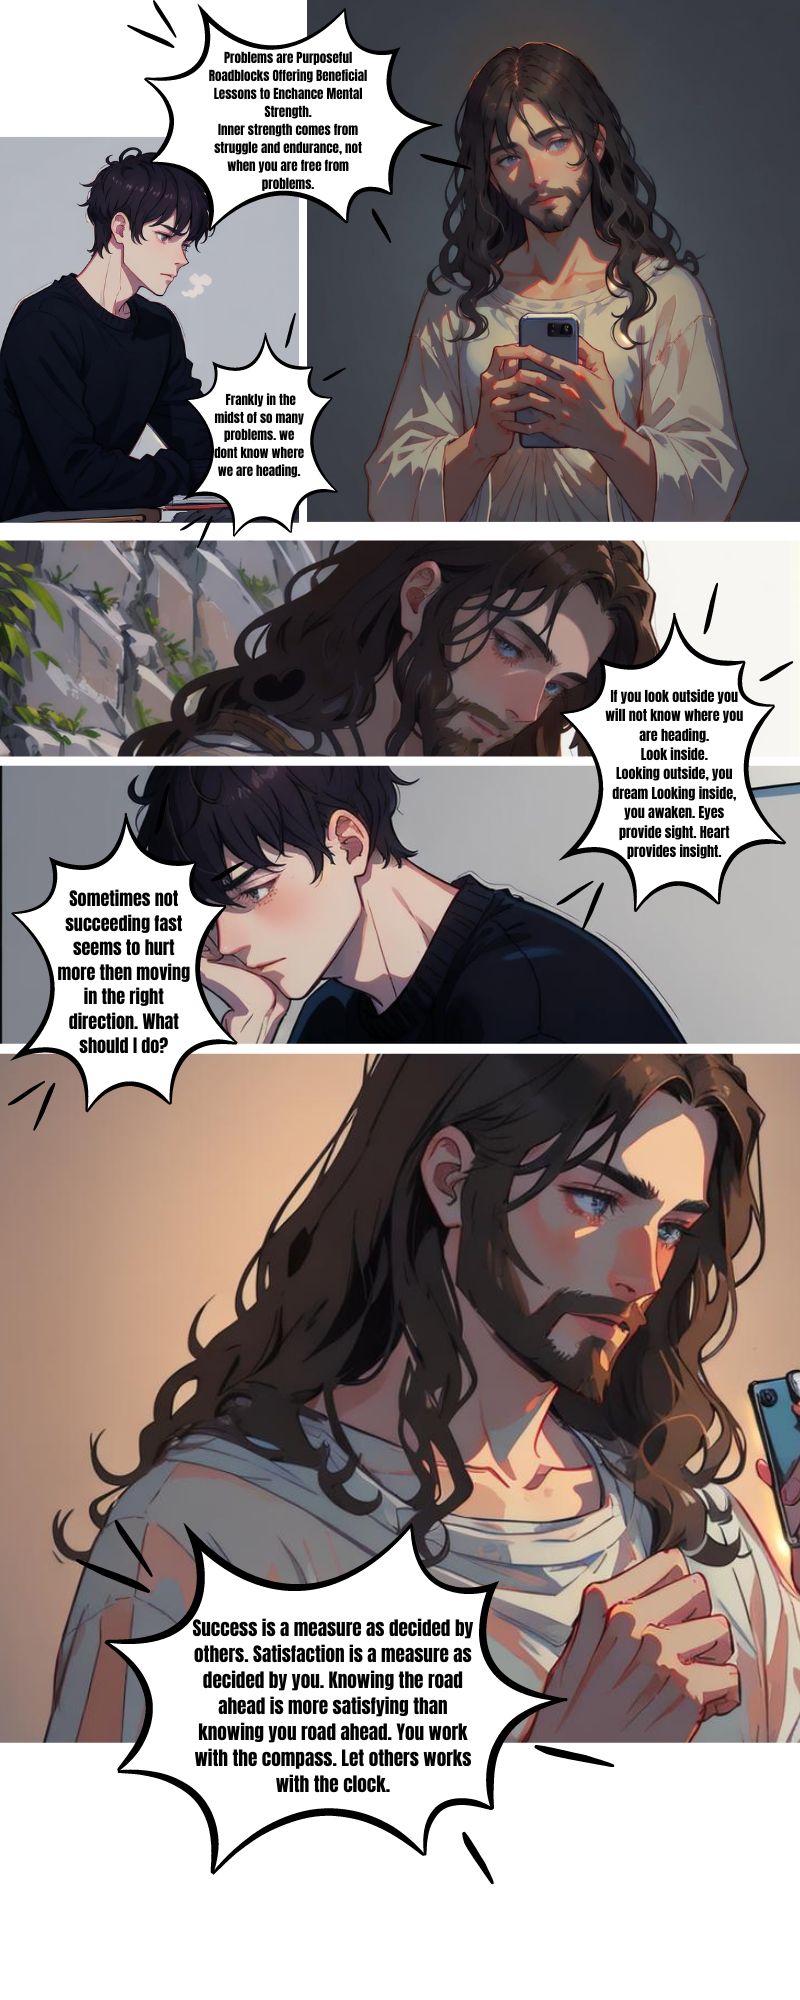 Problems are Purposeful
Roadblocks Offering Beneficial
Lessons to Enchance Mental
Strength.
Inner strength comes from
struggle and endurance, not
when you are free from
problems.
Frankly in the
midst of so many
problems. we
dont know where
we are heading.
If you look outside you
will not know where you
are heading.
Look inside.
Looking outside, you
dream Looking inside,
you awaken. Eyes
provide sight. Heart
provides insight.
Sometimes not
succeeding fast
seems to hurt
more then moving
in the right
direction. What
should I do?
Success is a measure as decided by
others. Satisfaction is a measure as
decided by you. Knowing the road
ahead is more satisfying than
knowing you road ahead. You work
with the compass. Let others works
with the clock.